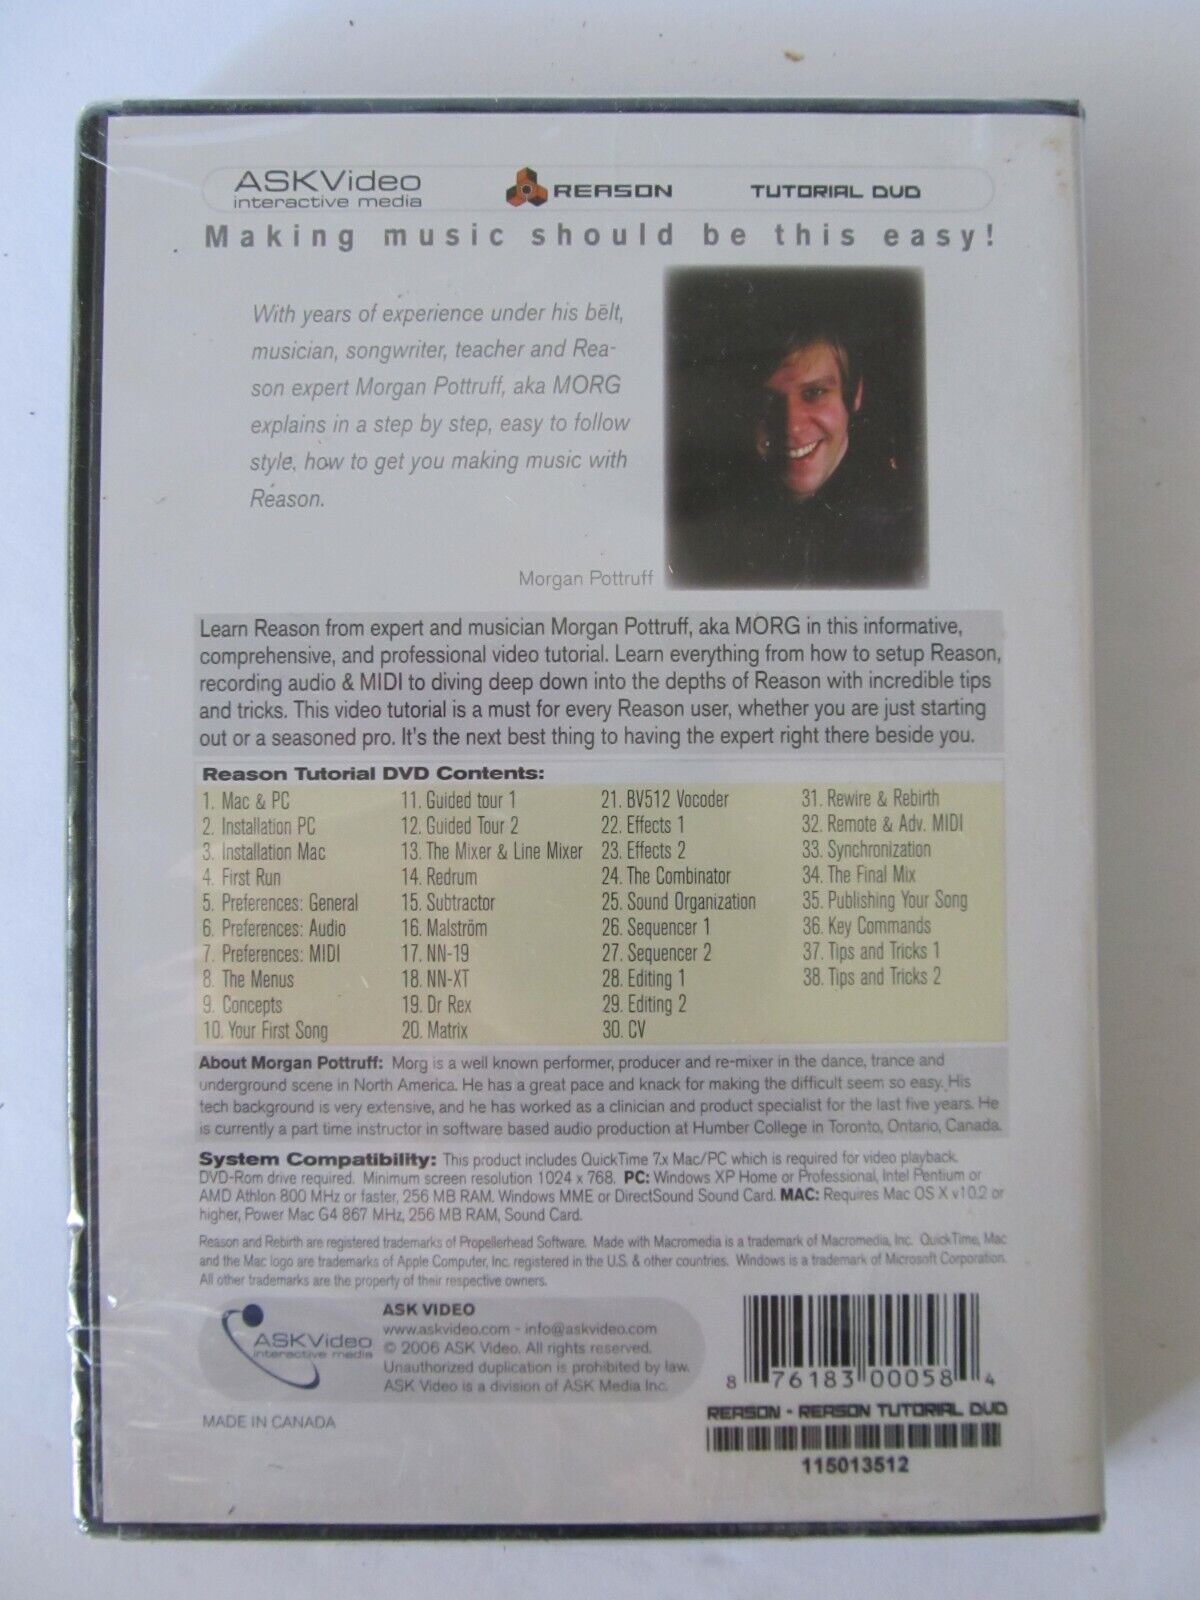 ASKVideo
interactive media
REASON
TUTORIAL DVD
Making music should be this easy!
With years of experience under his belt,
musician, songwriter, teacher and Rea-
son expert Morgan Pottruff, aka MORG
explains in a step by step, easy to follow
style, how to get you making music with
Reason.
Morgan Pottruff
Learn Reason from expert and musician Morgan Pottruff, aka MORG in this informative,
comprehensive, and professional video tutorial. Learn everything from how to setup Reason,
recording audio & MIDI to diving deep down into the depths of Reason with incredible tips
and tricks. This video tutorial is a must for every Reason user, whether you are just starting
out or a seasoned pro. It's the next best thing to having the expert right there beside you.
Reason Tutorial DVD Contents:
1. Mac & PC
2. Installation PC
3. Installation Mac
4. First Run
5. Preferences: General
6. Preferences: Audio
7. Preferences: MIDI
8. The Menus
9. Concepts
10. Your First Song
11. Guided tour 1
12. Guided Tour 2
13. The Mixer & Line Mixer
14. Redrum
15. Subtractor
16. Malström
17. NN-19
18. NN-XT
19. Dr Rex
20. Matrix
21. BV512 Vocoder
22. Effects 1
23. Effects 2
24. The Combinator
25. Sound Organization
26. Sequencer 1
27. Sequencer 2
28. Editing 1
29. Editing 2
30. CV
31. Rewire & Rebirth
32. Remote & Adv. MIDI
33. Synchronization
34. The Final Mix
35. Publishing Your Song
36. Key Commands
37. Tips and Tricks 1
38. Tips and Tricks 2
About Morgan Pottruff: Morg is a well known performer, producer and re-mixer in the dance, trance and
underground scene in North America. He has a great pace and knack for making the difficult seem so easy. His
tech background is very extensive, and he has worked as a clinician and product specialist for the last five years. He
is currently a part time instructor in software based audio production at Humber College in Toronto, Ontario, Canada.
System Compatibility: This product includes QuickTime 7.x Mac/PC which is required for video playback.
DVD-Rom drive required. Minimum screen resolution 1024 x 768. PC: Windows XP Home or Professional, Intel Pentium or
AMD Athlon 800 MHz or faster, 256 MB RAM. Windows MME or DirectSound Sound Card. MAC: Requires Mac OS X v10.2 or
higher, Power Mac G4 867 MHz, 256 MB RAM, Sound Card.
Reason and Rebirth are registered trademarks of Propellerhead Software. Made with Macromedia is a trademark of Macromedia, Inc. QuickTime, Mac
and the Mac logo are trademarks of Apple Computer, Inc. registered in the U.S. & other countries. Windows is a trademark of Microsoft Corporation.
All other trademarks are the property of their respective owners.
ASKVideo
interactive media
ASK VIDEO
www.askvideo.com - info@askvideo.com
© 2006 ASK Video. All rights reserved.
Unauthorized duplication is prohibited by law.
ASK Video is a division of ASK Media Inc.
MADE IN CANADA
8 76183 00058 4
REASON - REASON TUTORIAL DVD
115013512